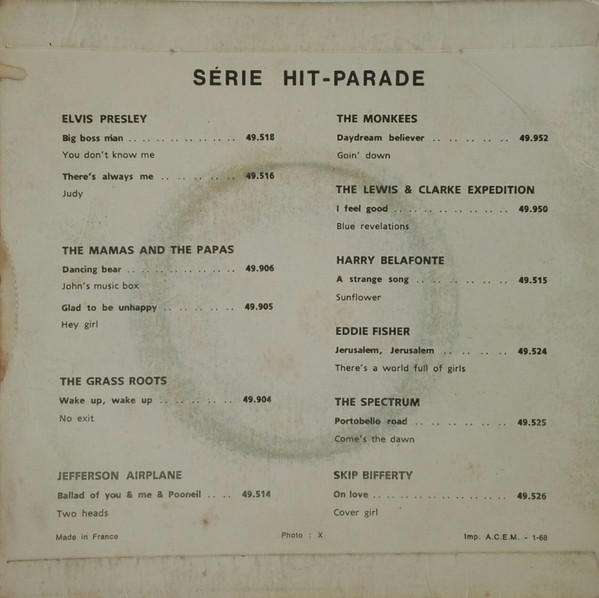 SÉRIE HIT-PARADE
ELVIS PRESLEY
Big boss man .. .. .. .. .. .. .. 49.518
You don't know me
There's always me .. .. .. .. .. 49.516
Judy
THE MAMAS AND THE PAPAS
Dancing bear .. .. .. .. .. .. .. 49.906
John's music box
Glad to be unhappy .. .. .. .. .. 49.905
Hey girl
THE GRASS ROOTS
Wake up, wake up .. .. .. .. .. 49.904
No exit
JEFFERSON AIRPLANE
Ballad of you & me & Pooneil .. .. 49.514
Two heads
THE MONKEES
Daydream believer .. .. .. .. .. 49.952
Goin' down
THE LEWIS & CLARKE EXPEDITION
I feel good .. .. .. .. .. .. .. 49.950
Blue revelations
HARRY BELAFONTE
A strange song .. .. .. .. .. .. 49.515
Sunflower
EDDIE FISHER
Jerusalem, Jerusalem .. .. .. .. 49.524
There's a world full of girls
THE SPECTRUM
Portobello road .. .. .. .. .. .. 49.525
Come's the dawn
SKIP BIFFERTY
On love .. .. .. .. .. .. .. .. 49.526
Cover girl
Made in France Photo : X Imp. A.C.E.M. - 1-68